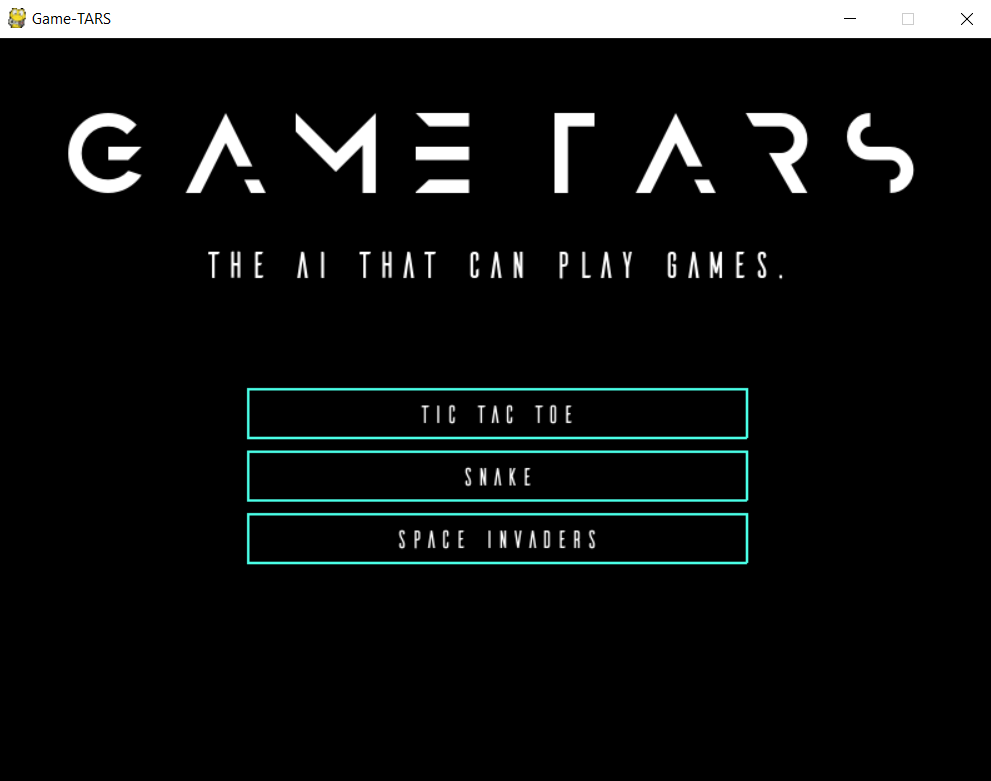 Game-TARS
GAME TARS
THE AI THAT CAN PLAY GAMES.
TIC TAC TOE
SNAKE
SPACE INVADERS